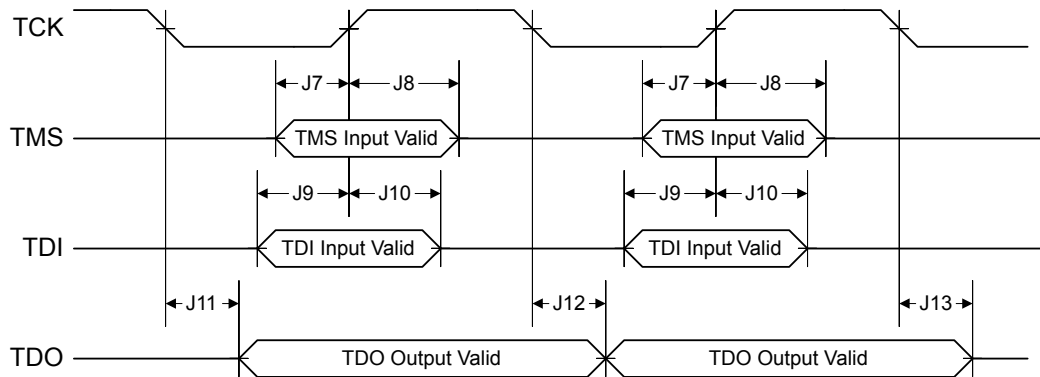 TCK
J7 J8 J7 J8
TMS TMS Input Valid TMS Input Valid
J9 J10 J9 J10
TDI TDI Input Valid TDI Input Valid
J11 J12 J13
TDO TDO Output Valid TDO Output Valid